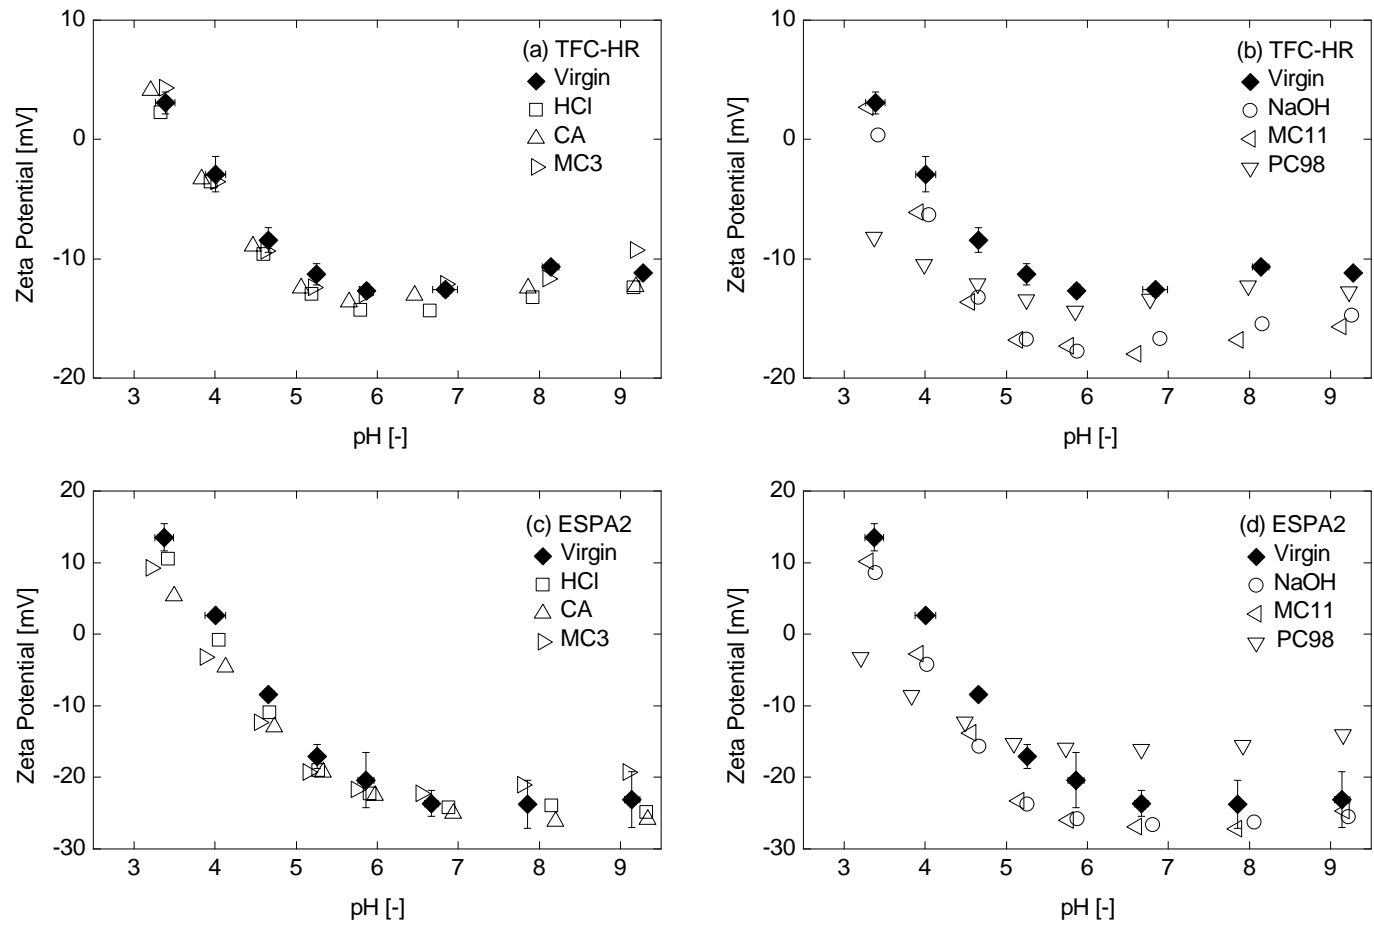 10
0
-10
-20
Zeta Potential [mV]
(a) TFC-HR
Virgin
HCl
CA
MC3
3 4 5 6 7 8 9
pH [-]
10
0
-10
-20
Zeta Potential [mV]
(b) TFC-HR
Virgin
NaOH
MC11
PC98
3 4 5 6 7 8 9
pH [-]
20
10
0
-10
-20
-30
Zeta Potential [mV]
(c) ESPA2
Virgin
HCl
CA
MC3
3 4 5 6 7 8 9
pH [-]
20
10
0
-10
-20
-30
Zeta Potential [mV]
(d) ESPA2
Virgin
NaOH
MC11
PC98
3 4 5 6 7 8 9
pH [-]